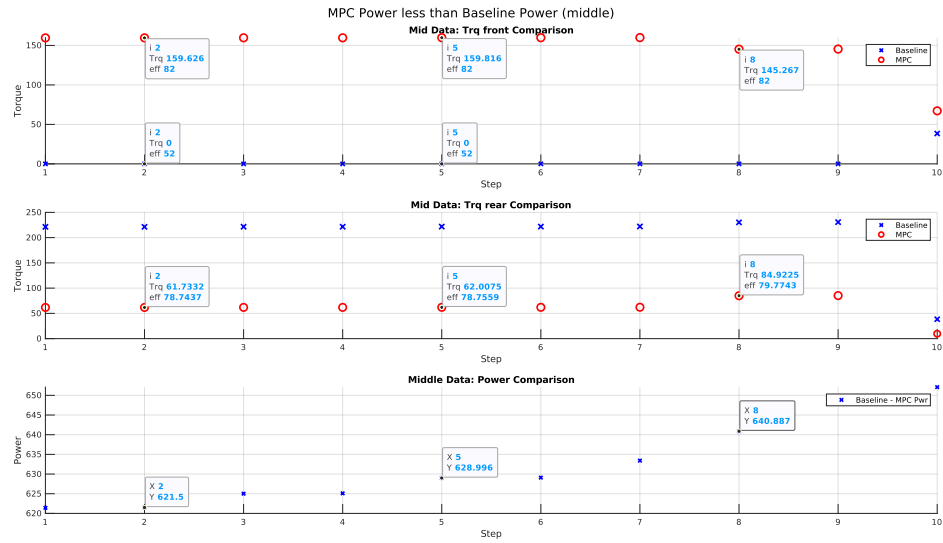 MPC Power less than Baseline Power (middle)
Mid Data: Trq front Comparison
Torque
150
100
50
0
i 2
Trq 159.626
eff 82
i 5
Trq 159.816
eff 82
i 8
Trq 145.267
eff 82
i 2
Trq 0
eff 52
i 5
Trq 0
eff 52
Baseline
MPC
1 2 3 4 5 6 7 8 9 10
Step
Mid Data: Trq rear Comparison
Torque
250
200
150
100
50
0
i 2
Trq 61.7332
eff 78.7437
i 5
Trq 62.0075
eff 78.7559
i 8
Trq 84.9225
eff 79.7743
Baseline
MPC
1 2 3 4 5 6 7 8 9 10
Step
Middle Data: Power Comparison
Power
650
645
640
635
630
625
620
X 2
Y 621.5
X 5
Y 628.996
X 8
Y 640.887
Baseline - MPC Pwr
1 2 3 4 5 6 7 8 9 10
Step